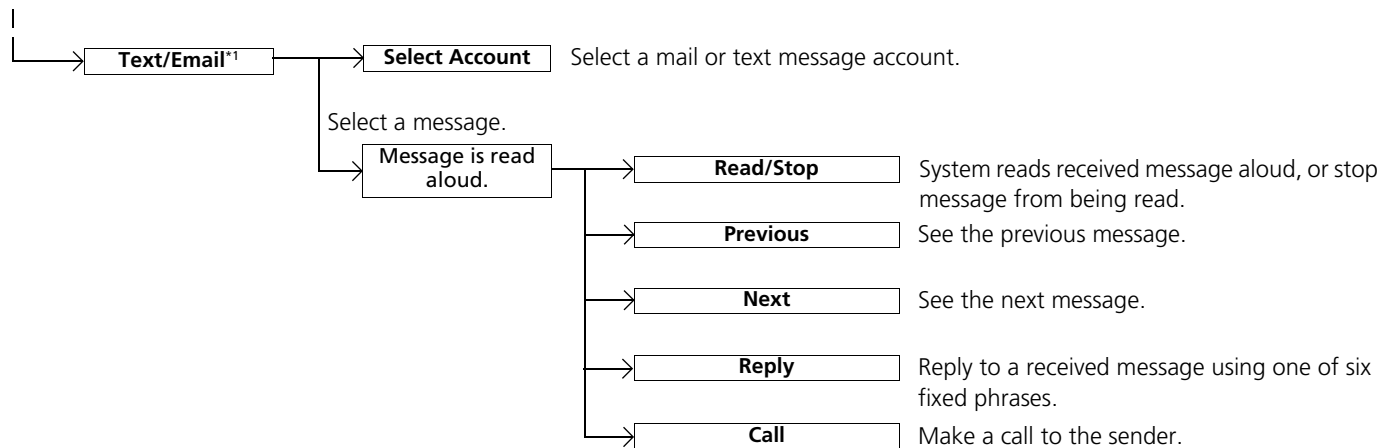 Text/Email*1
Select Account
Select a mail or text message account.
Select a message.
Message is read
aloud.
Read/Stop
System reads received message aloud, or stop
message from being read.
Previous
See the previous message.
Next
See the next message.
Reply
Reply to a received message using one of six
fixed phrases.
Call
Make a call to the sender.